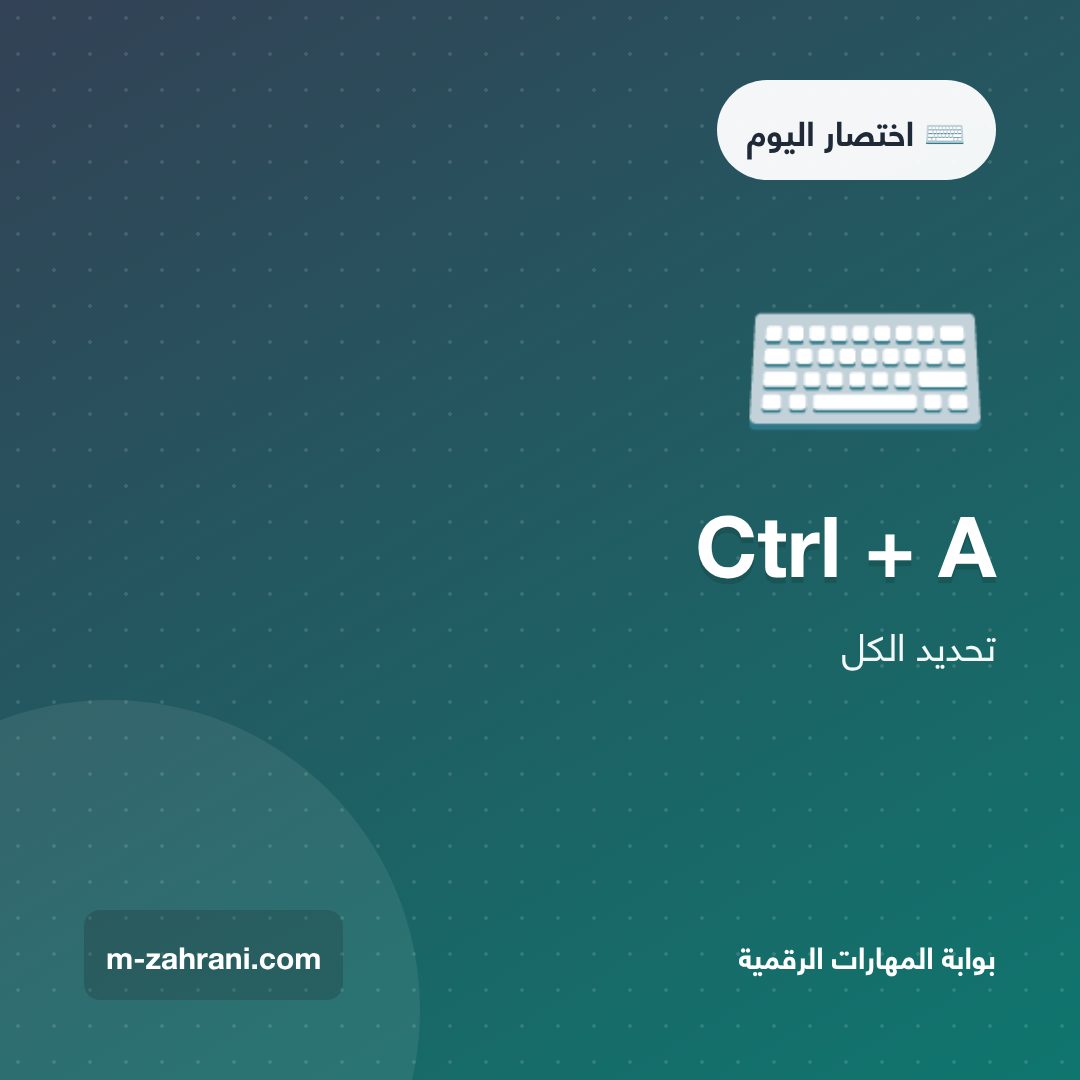 ⌨️ اختصار اليوم
Ctrl + A
تحديد الكل
بوابة المهارات الرقمية
m-zahrani.com